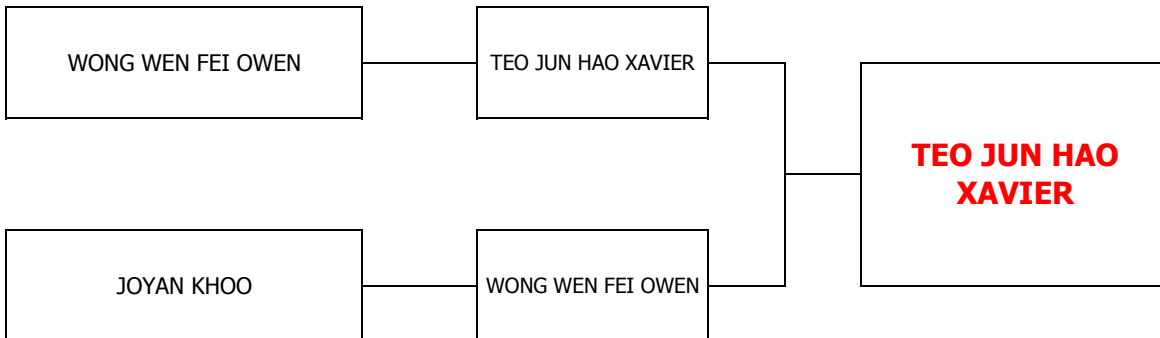 WONG WEN FEI OWEN
TEO JUN HAO XAVIER
TEO JUN HAO
XAVIER
JOYAN KHOO
WONG WEN FEI OWEN